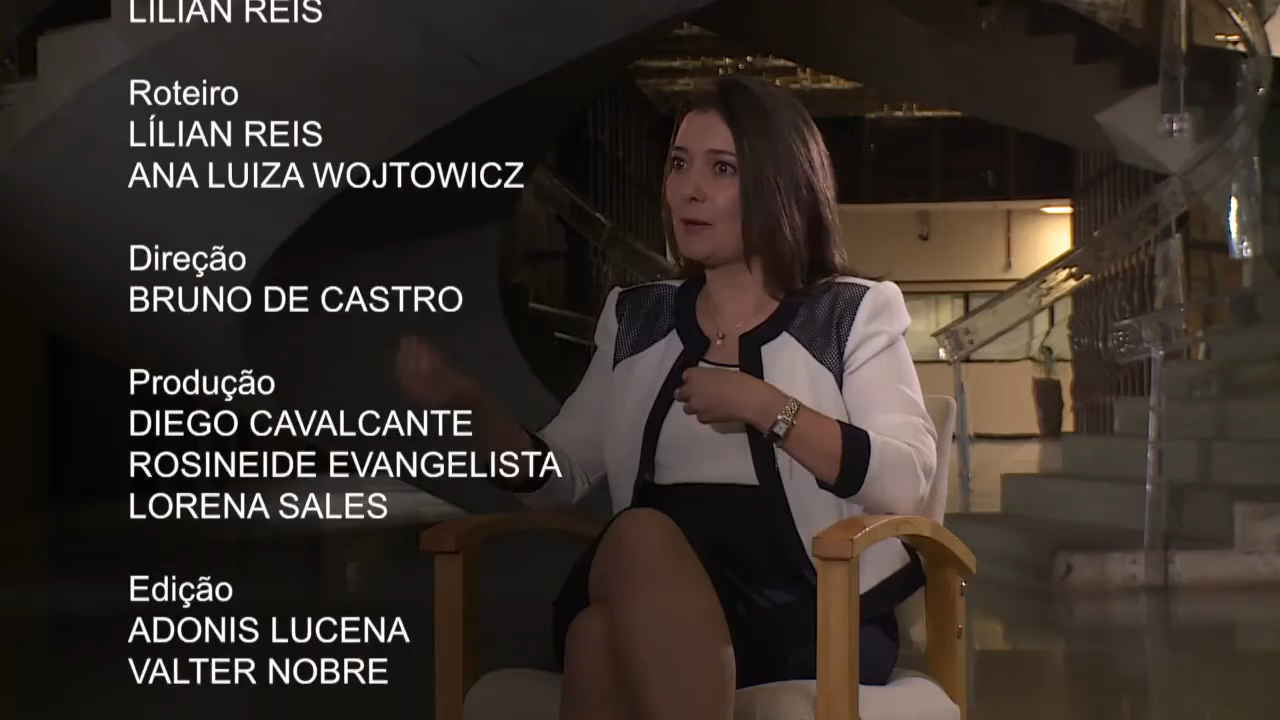 LÍLIAN REIS
Roteiro
LÍLIAN REIS
ANA LUIZA WOJTOWICZ
Direção
BRUNO DE CASTRO
Produção
DIEGO CAVALCANTE
ROSINEIDE EVANGELISTA
LORENA SALES
Edição
ADONIS LUCENA
VALTER NOBRE